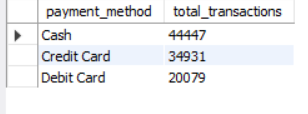 payment_method total_transactions
Cash 44447
Credit Card 34931
Debit Card 20079